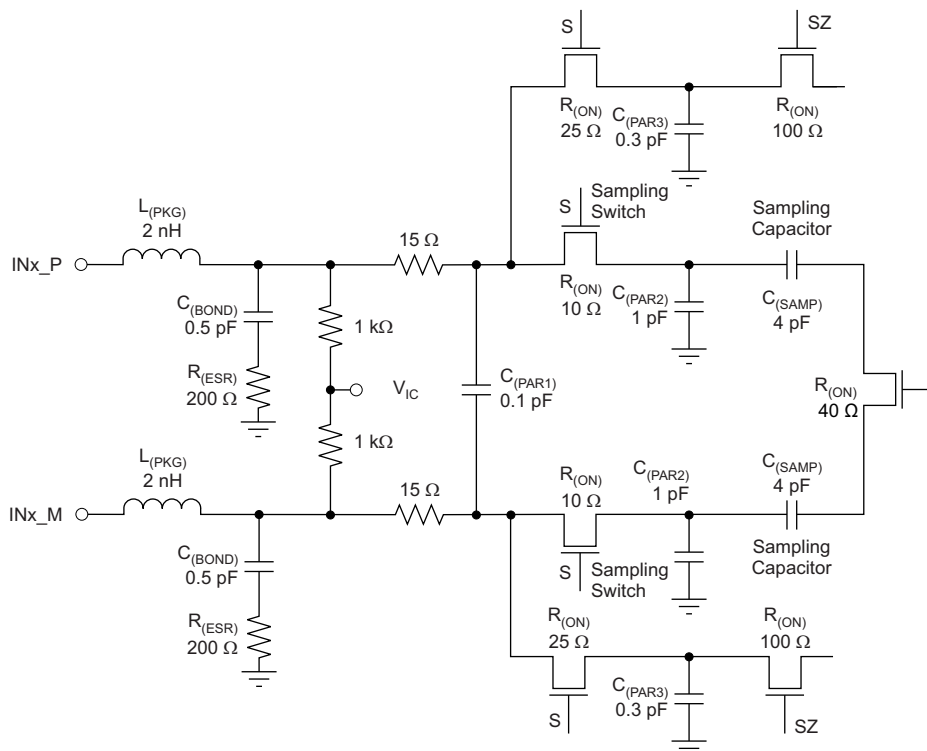 S
SZ
R(ON)
25 Ω
C(PAR3)
0.3 pF
R(ON)
100 Ω
S
Sampling
Switch
Sampling
Capacitor
L(PKG)
2 nH
15 Ω
INx_P
R(ON)
10 Ω
C(PAR2)
1 pF
C(SAMP)
4 pF
C(BOND)
0.5 pF
1 kΩ
R(ESR)
200 Ω
VIC
C(PAR1)
0.1 pF
R(ON)
40 Ω
1 kΩ
L(PKG)
2 nH
15 Ω
R(ON)
10 Ω
C(PAR2)
1 pF
C(SAMP)
4 pF
INx_M
C(BOND)
0.5 pF
S
Sampling
Switch
Sampling
Capacitor
R(ESR)
200 Ω
R(ON)
25 Ω
R(ON)
100 Ω
C(PAR3)
0.3 pF
S
SZ